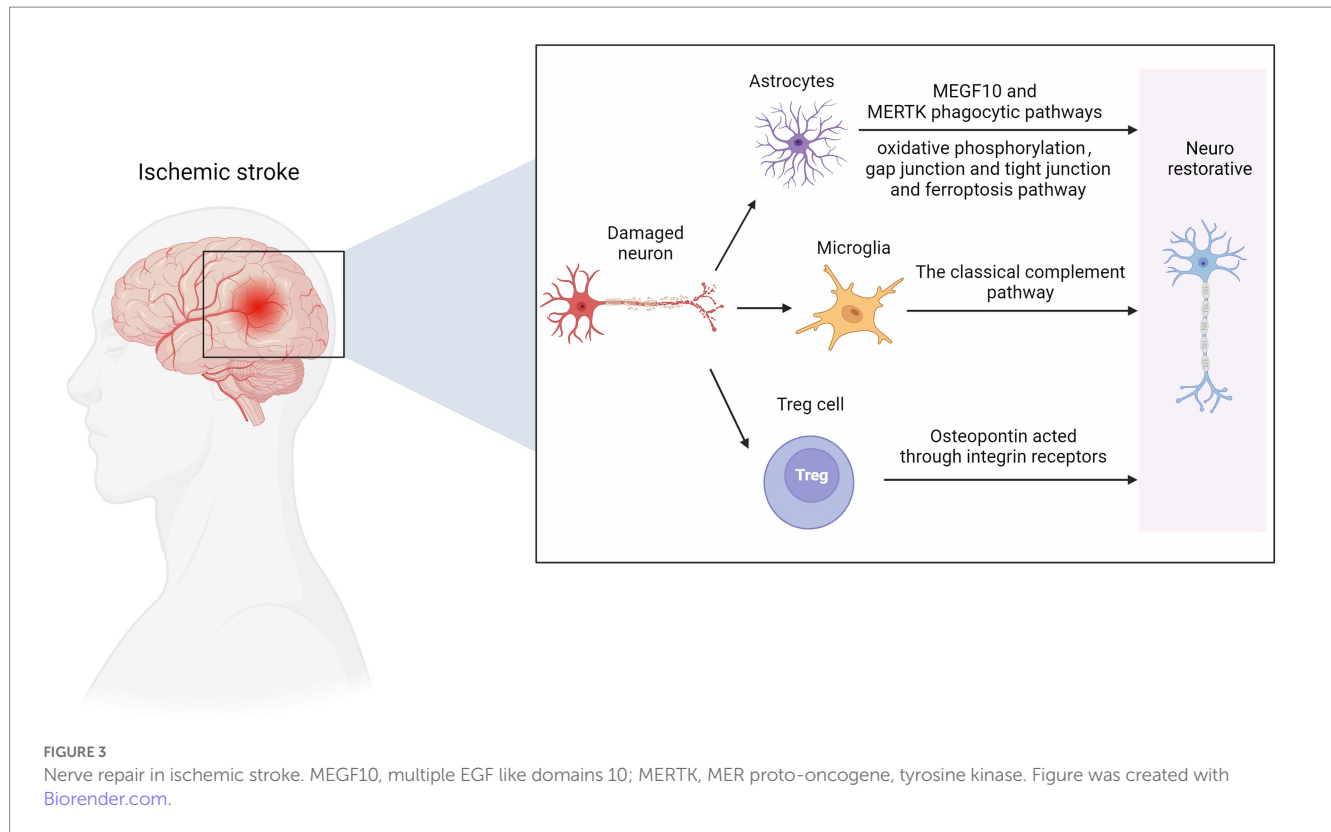 Ischemic stroke
Damaged
neuron
Astrocytes
MEGF10 and
MERTK phagocytic pathways
oxidative phosphorylation,
gap junction and tight junction
and ferroptosis pathway
Microglia
The classical complement
pathway
Treg cell
Treg
Osteopontin acted
through integrin receptors
Neuro
restorative
FIGURE 3
Nerve repair in ischemic stroke. MEGF10, multiple EGF like domains 10; MERTK, MER proto-oncogene, tyrosine kinase. Figure was created with
Biorender.com.